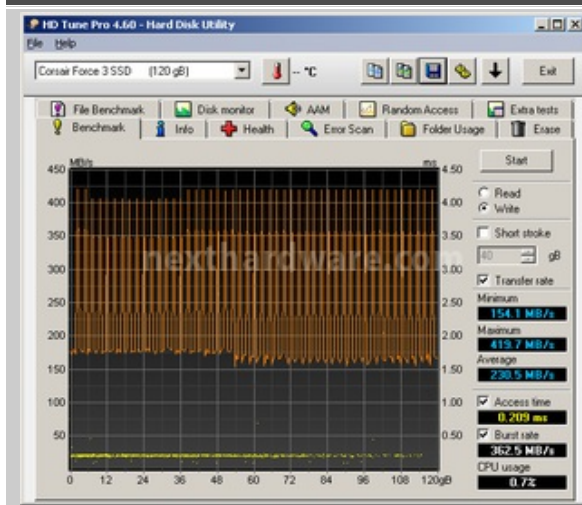 HD Tune Pro 4.60 - Hard Disk Utility
File Help
Corsair Force 3 SSD (120 gB) -- °C Exit
File Benchmark Disk monitor AAM Random Access Extra tests
Benchmark Info Health Error Scan Folder Usage Erase
MB/s ms
450 4.50
400 4.00
350 3.50
300 3.00
250 2.50
200 2.00
150 1.50
100 1.00
50 0.50
0 12 24 36 48 60 72 84 96 108 120gB
nexthardware.com
Start
Read
Write
Short stroke
40 gB
Transfer rate
Minimum
154.1 MB/s
Maximum
419.7 MB/s
Average
230.5 MB/s
Access time
0.209 ms
Burst rate
362.5 MB/s
CPU usage
0.7%